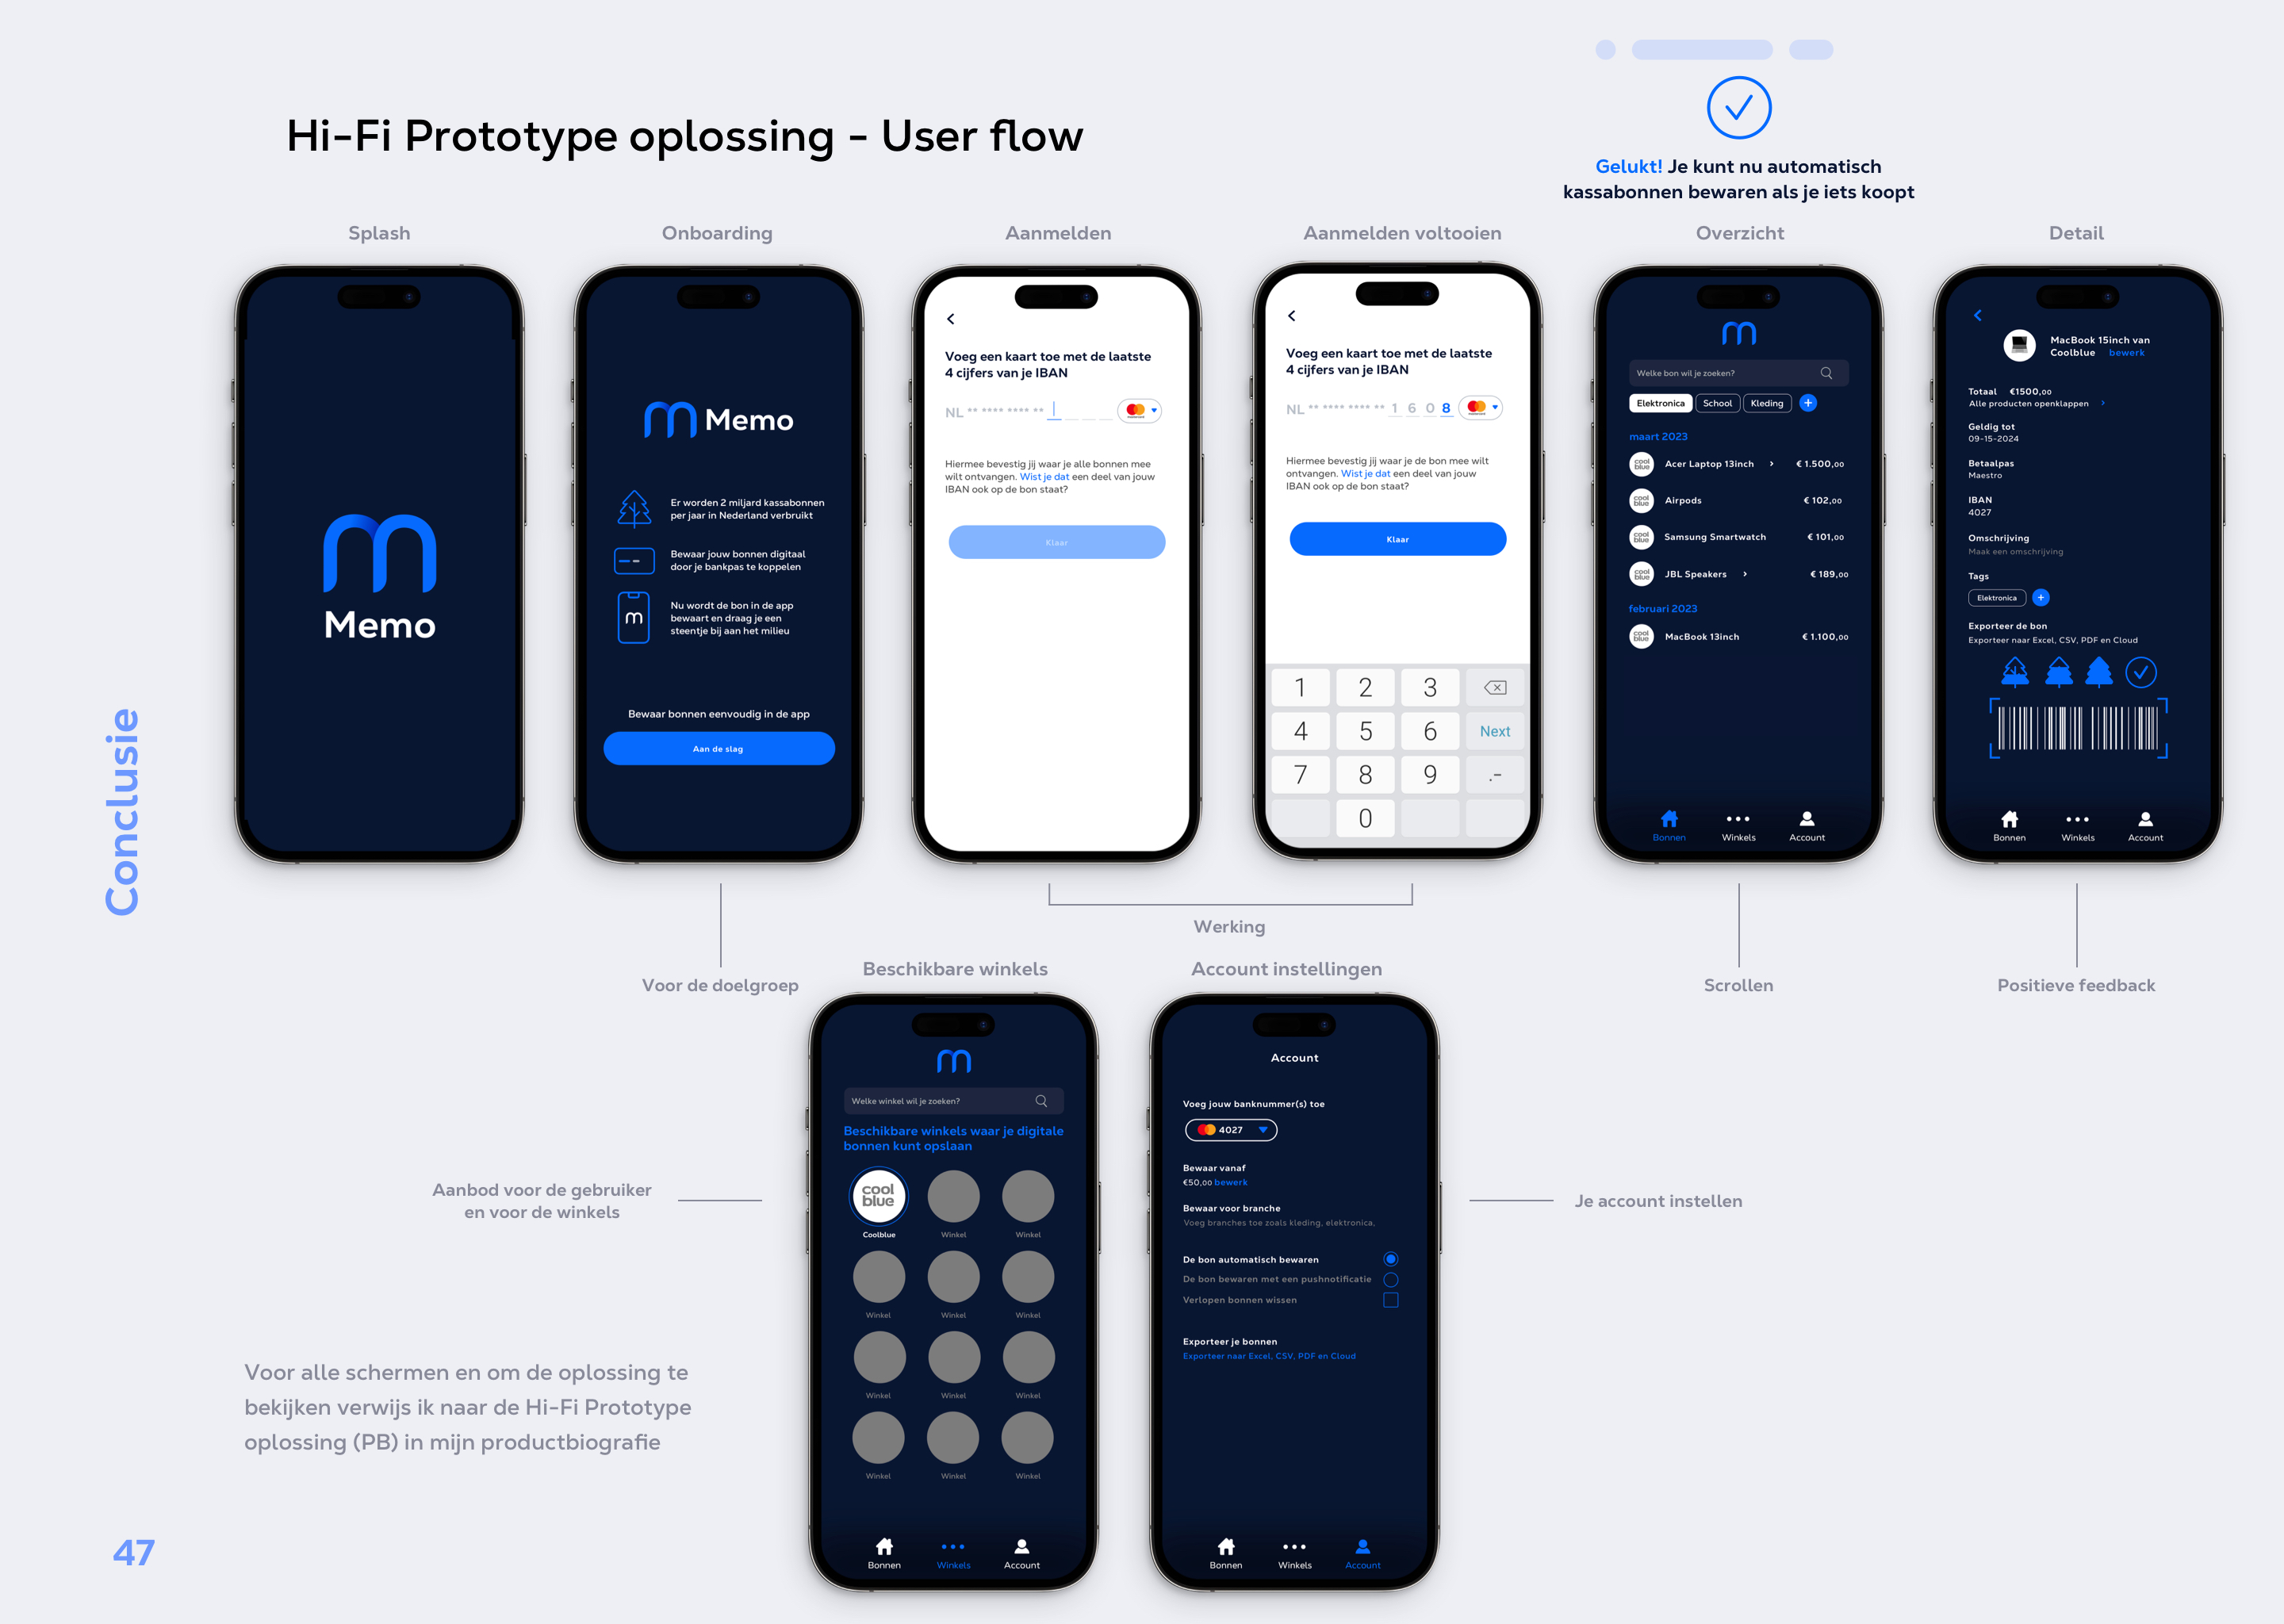 Hi-Fi Prototype oplossing - User flow
Gelukt! Je kunt nu automatisch
kassabonnen bewaren als je iets koopt
Conclusie
Splash
Memo
Onboarding
Memo
Er worden 2 miljard kassabonnen
per jaar in Nederland verbruikt
Bewaar jouw bonnen digitaal
door je bankpas te koppelen
Nu wordt de bon in de app
bewaart en draag je een
steentje bij aan het milieu
Bewaar bonnen eenvoudig in de app
Aan de slag
Voor de doelgroep
Aanmelden
Voeg een kaart toe met de laatste
4 cijfers van je IBAN
NL ** **** **** **
Hiermee bevestig jij waar je alle bonnen mee
wilt ontvangen. Wist je dat een deel van jouw
IBAN ook op de bon staat?
Klaar
Aanmelden voltooien
Voeg een kaart toe met de laatste
4 cijfers van je IBAN
NL ** **** **** ** 1 6 0 8
Hiermee bevestig jij waar je de bon mee wilt
ontvangen. Wist je dat een deel van jouw
IBAN ook op de bon staat?
Klaar
1 2 3
4 5 6 Next
7 8 9 .-
0
Werking
Overzicht
Welke bon wil je zoeken?
Elektronica School Kleding +
maart 2023
cool blue Acer Laptop 13inch › € 1.500,00
cool blue Airpods € 102,00
cool blue Samsung Smartwatch € 101,00
cool blue JBL Speakers › € 189,00
februari 2023
cool blue MacBook 13inch € 1.100,00
Bonnen Winkels Account
Scrollen
Detail
MacBook 15inch van
Coolblue bewerk
Totaal €1500,00
Alle producten openklappen ›
Geldig tot
09-15-2024
Betaalpas
Maestro
IBAN
4027
Omschrijving
Maak een omschrijving
Tags
Elektronica +
Exporteer de bon
Exporteer naar Excel, CSV, PDF en Cloud
Bonnen Winkels Account
Positieve feedback
Beschikbare winkels
Welke winkel wil je zoeken?
Beschikbare winkels waar je digitale
bonnen kunt opslaan
cool
blue
Coolblue Winkel Winkel
Winkel Winkel Winkel
Winkel Winkel Winkel
Winkel Winkel Winkel
Bonnen Winkels Account
Aanbod voor de gebruiker
en voor de winkels
Account instellingen
Account
Voeg jouw banknummer(s) toe
4027
Bewaar vanaf
€50,00 bewerk
Bewaar voor branche
Voeg branches toe zoals kleding, elektronica,
De bon automatisch bewaren
De bon bewaren met een pushnotificatie
Verlopen bonnen wissen
Exporteer je bonnen
Exporteer naar Excel, CSV, PDF en Cloud
Bonnen Winkels Account
Je account instellen
Voor alle schermen en om de oplossing te
bekijken verwijs ik naar de Hi-Fi Prototype
oplossing (PB) in mijn productbiografie
47